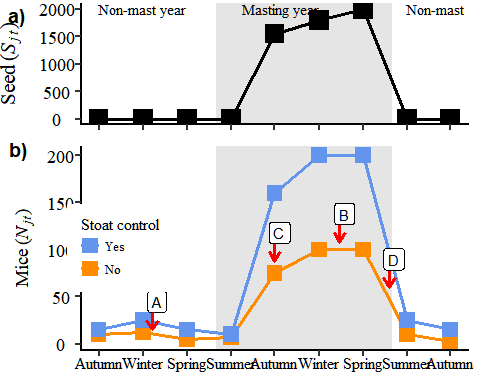 a)
Non-mast year
Masting year
Non-mast
Seed (S_jt)
2000
1500
1000
500
0
b)
Mice (N_jt)
200
150
100
50
0
Stoat control
Yes
No
A
B
C
D
Autumn Winter Spring Summer Autumn Winter Spring Summer Autumn